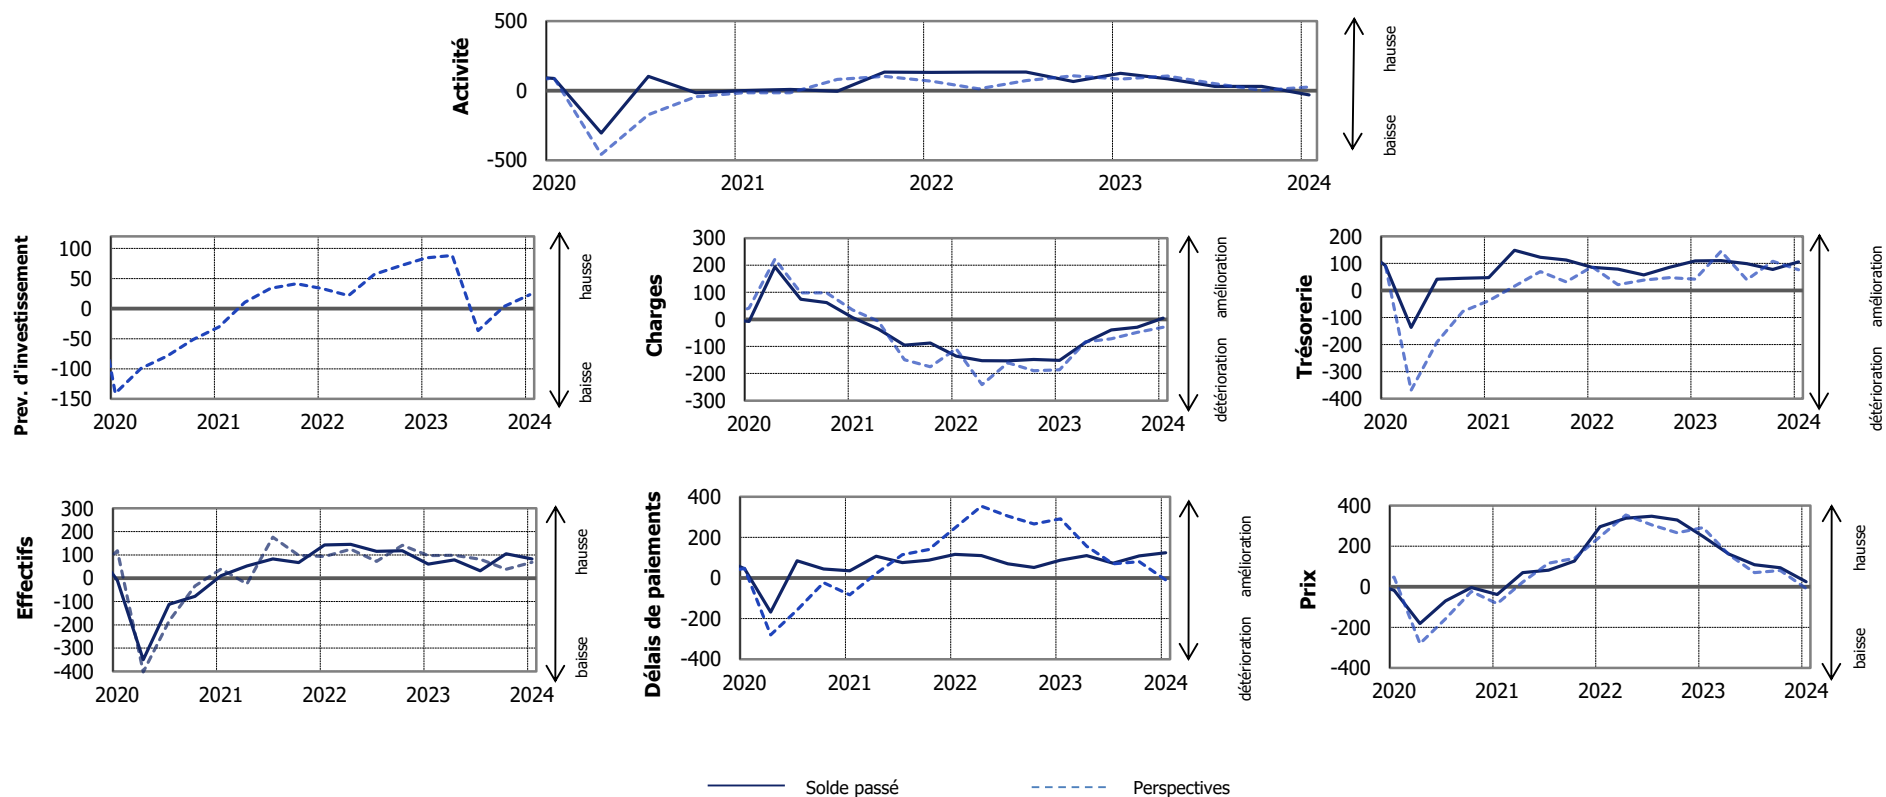 Activité
500
0
-500
2020 2021 2022 2023 2024
hausse
baisse
Prev. d'investissement
100
50
0
-50
-100
-150
2020 2021 2022 2023 2024
hausse
baisse
Charges
300
200
100
0
-100
-200
-300
2020 2021 2022 2023 2024
amélioration
détérioration
Trésorerie
200
100
0
-100
-200
-300
-400
2020 2021 2022 2023 2024
amélioration
détérioration
Effectifs
300
200
100
0
-100
-200
-300
-400
2020 2021 2022 2023 2024
hausse
baisse
Délais de paiements
400
200
0
-200
-400
2020 2021 2022 2023 2024
amélioration
détérioration
Prix
400
200
0
-200
-400
2020 2021 2022 2023 2024
hausse
baisse
Solde passé Perspectives